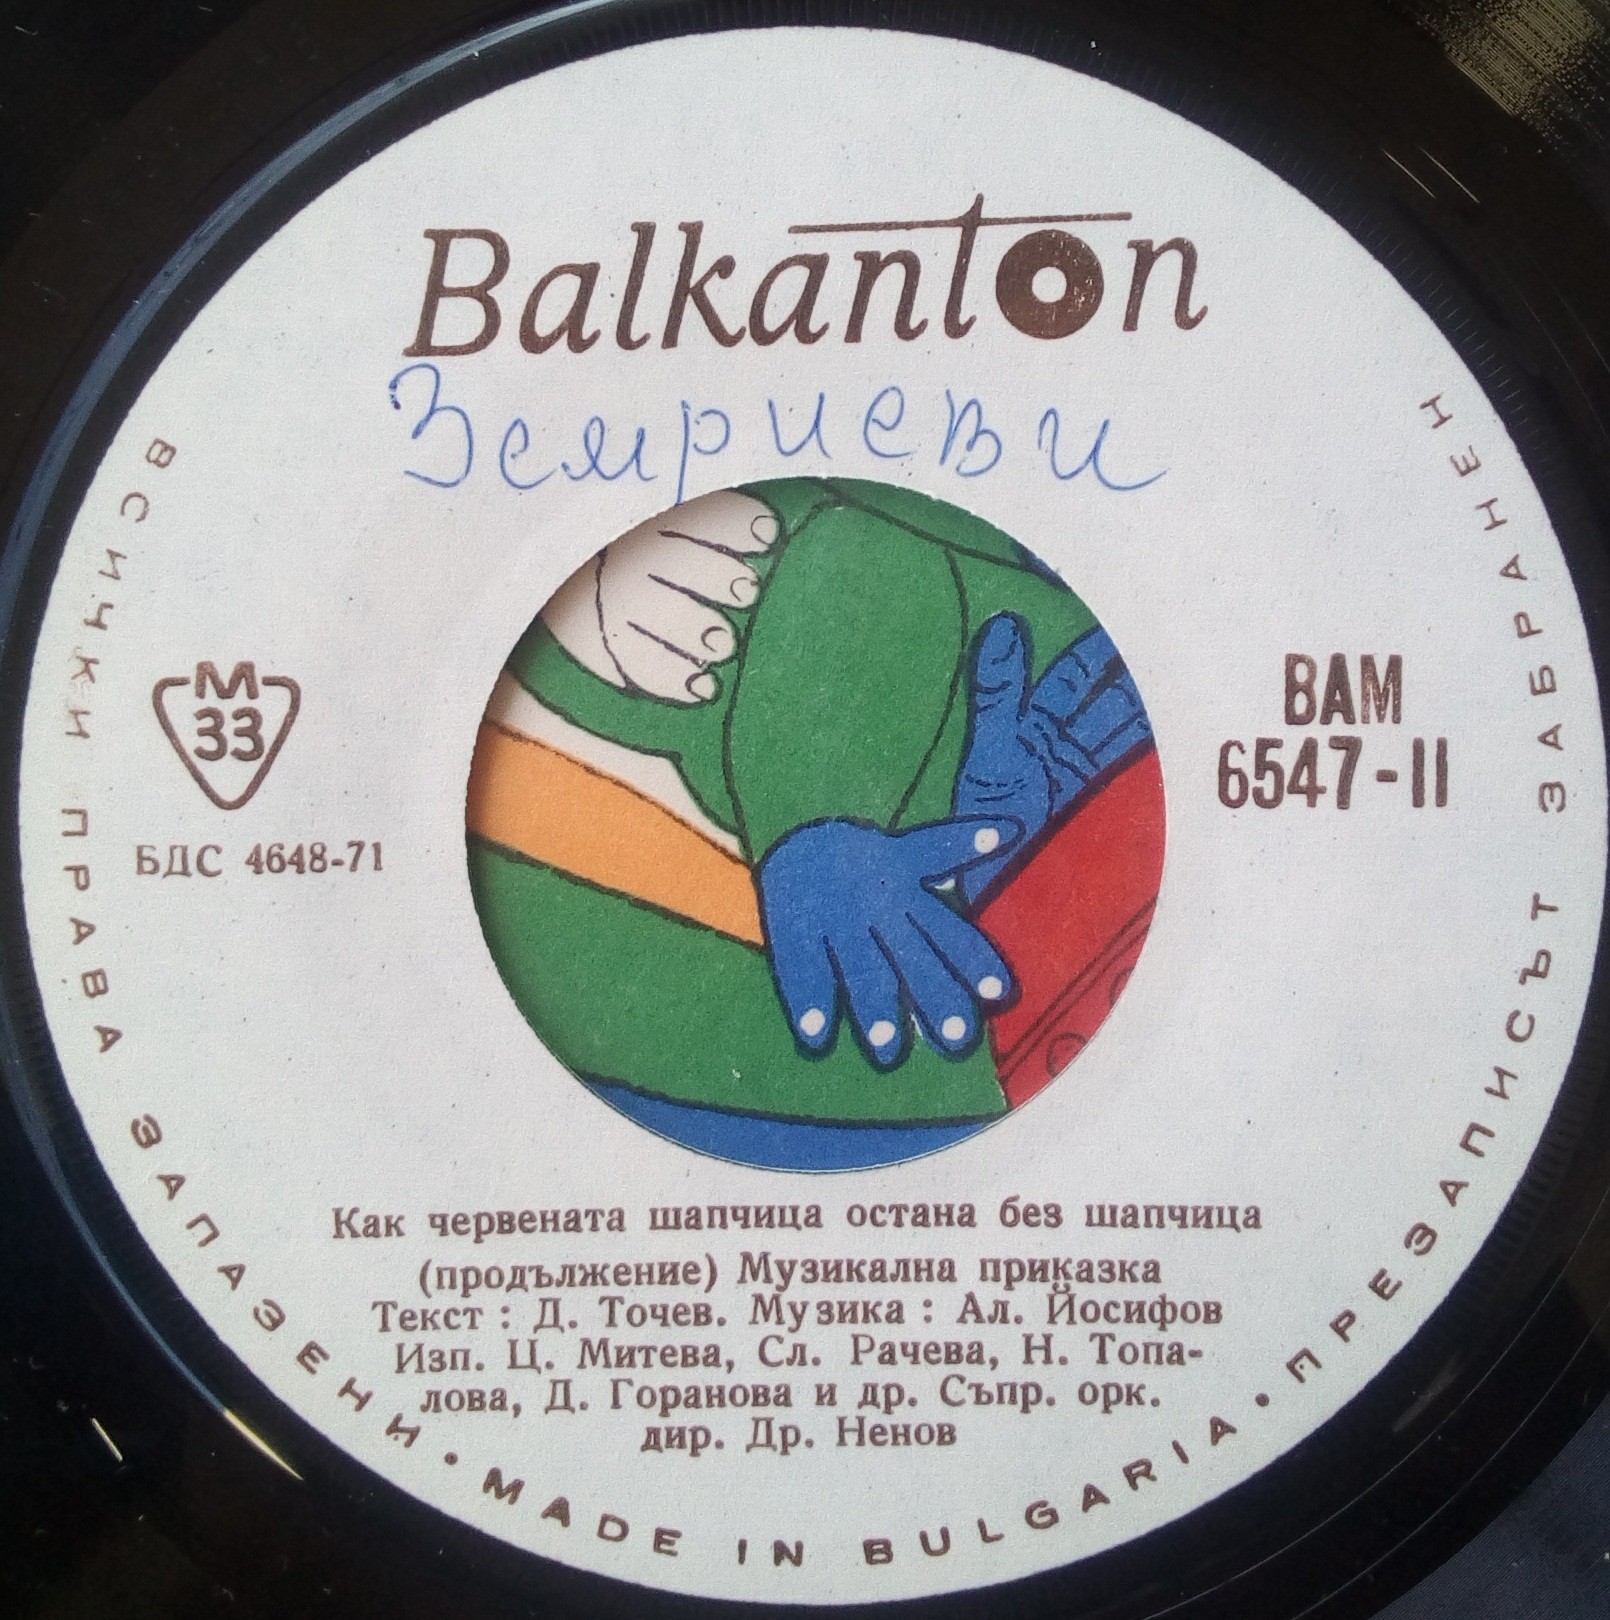 Balkanton
Земриеви
M
33
БДС 4648-71
ВАМ
6547-II
Как червената шапчица остана без шапчица
(продължение) Музикална приказка
Текст : Д. Точев. Музика : Ал. Йосифов
Изп. Ц. Митева, Сл. Рачева, Н. Топа-
лова, Д. Горанова и др. Съпр. орк.
дир. Др. Ненов
ВСИЧКИ ПРАВА ЗАПАЗЕНИ • MADE IN BULGARIA • ПРЕЗАПИСЪТ ЗАБРАНЕН